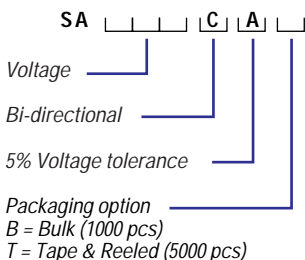 SA C A
Voltage
Bi-directional
5% Voltage tolerance
Packaging option
B = Bulk (1000 pcs)
T = Tape & Reeled (5000 pcs)